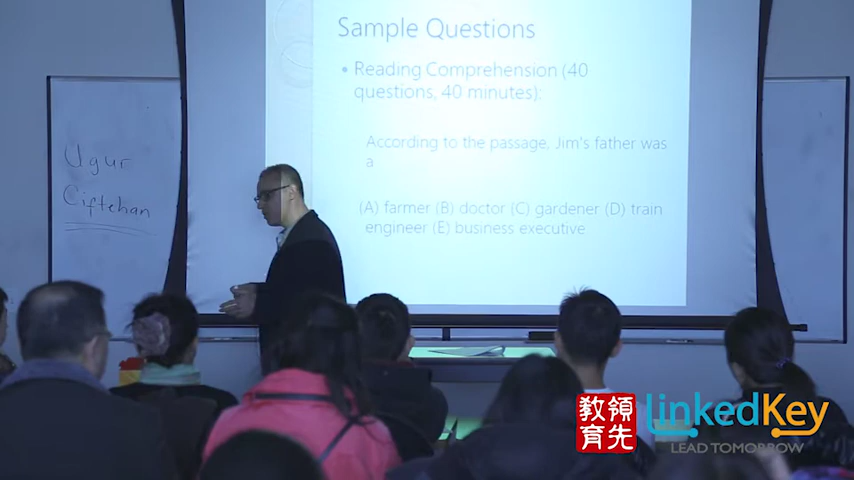 Sample Questions
• Reading Comprehension (40
questions, 40 minutes):
According to the passage, Jim's father was
a
(A) farmer (B) doctor (C) gardener (D) train
engineer (E) business executive
Ugur
Ciftehan
領先
教育
LinkedKey
LEAD TOMORROW